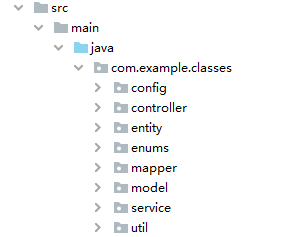 src
main
java
com.example.classes
config
controller
entity
enums
mapper
model
service
util